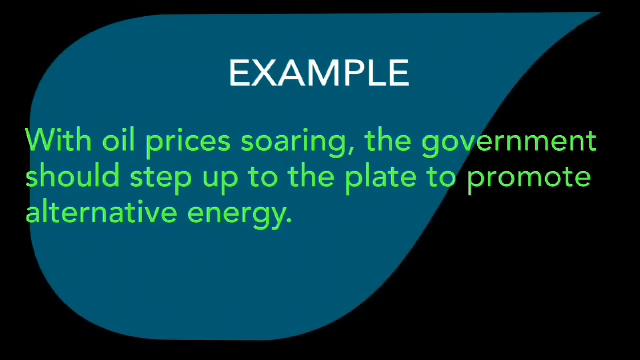 EXAMPLE
With oil prices soaring, the government
should step up to the plate to promote
alternative energy.